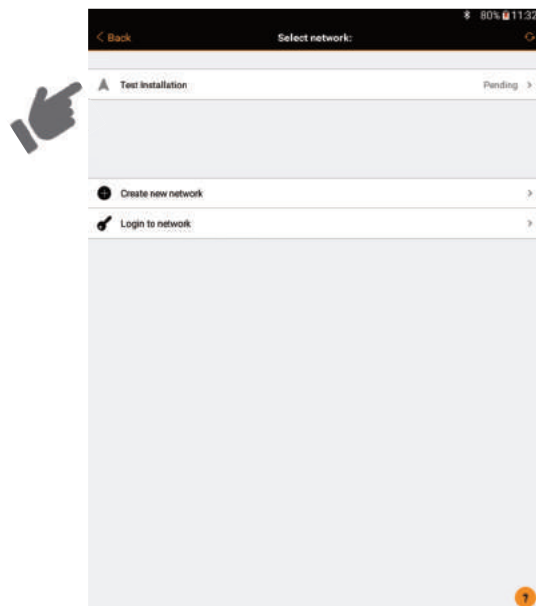 80% 11:32
< Back
Select network:
Test Installation
Pending >
Create new network >
Login to network >
?